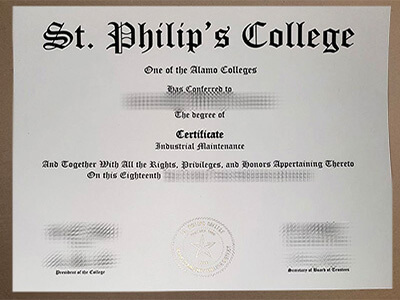 St. Philip's College
One of the Alamo Colleges
Has Conferred to
The degree of
Certificate
Industrial Maintenance
And Together With All the Rights, Privileges, and Honors Appertaining Thereto
On this Eighteenth
President of the College
Secretary of Board of Trustees